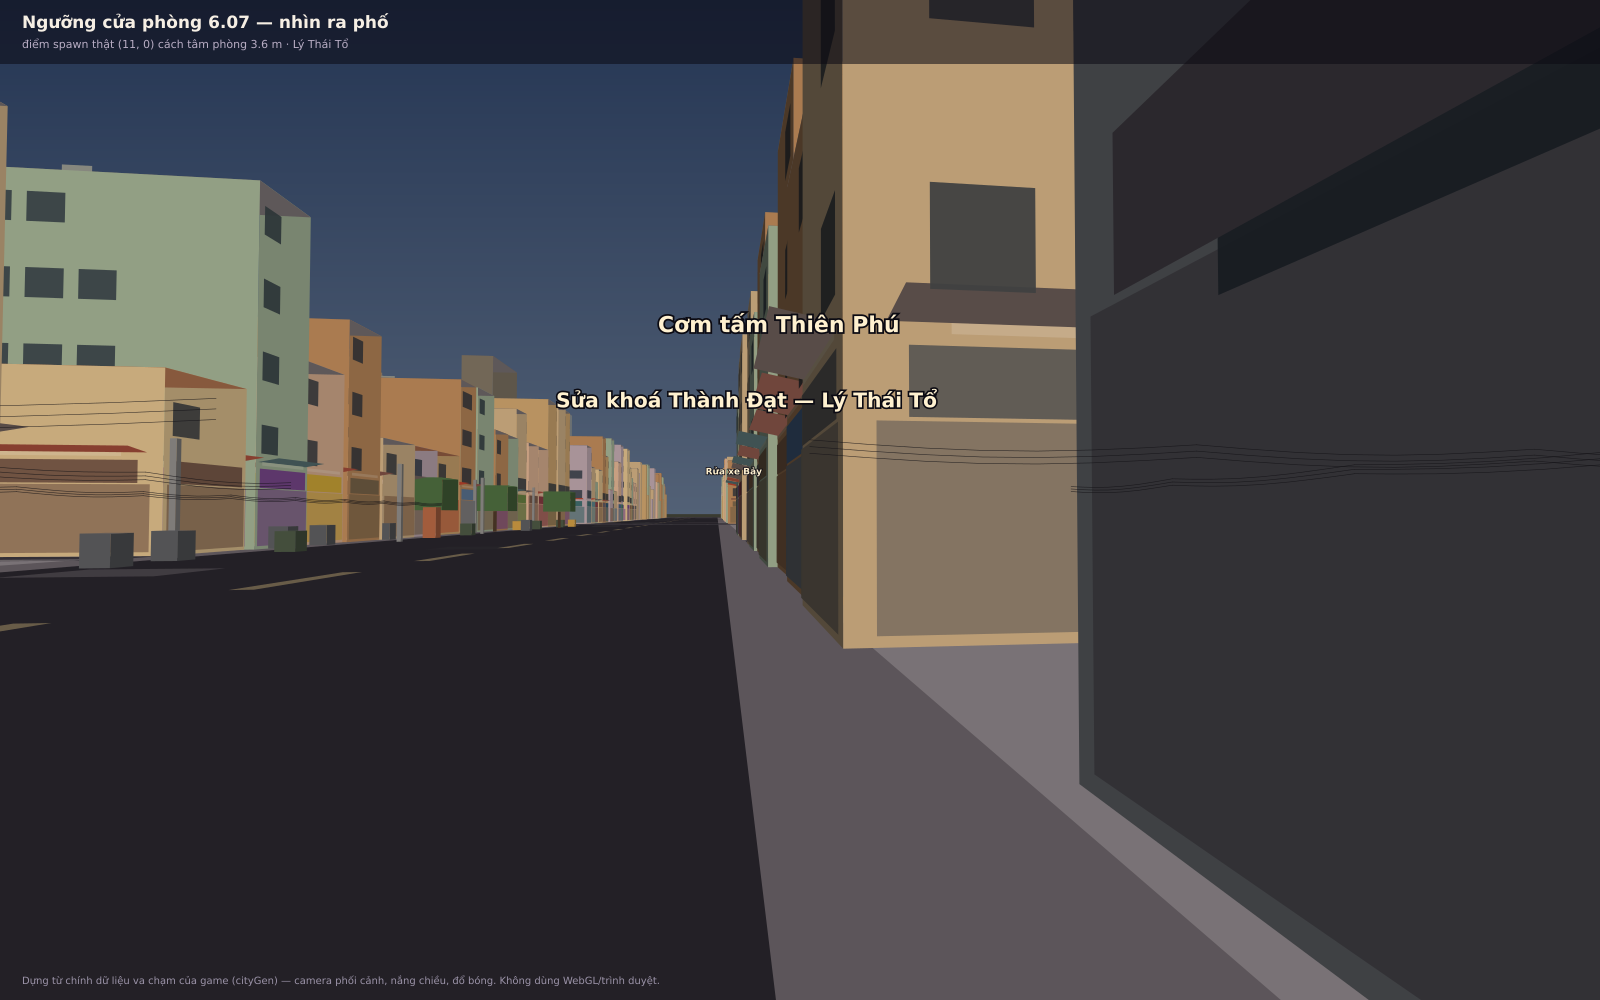 Ngưỡng cửa phòng 6.07 — nhìn ra phố
điểm spawn thật (11, 0) cách tâm phòng 3.6 m · Lý Thái Tổ
Cơm tấm Thiên Phú
Sửa khoá Thành Đạt — Lý Thái Tổ
Rửa xe Bảy
Dựng từ chính dữ liệu va chạm của game (cityGen) — camera phối cảnh, nắng chiều, đổ bóng. Không dùng WebGL/trình duyệt.